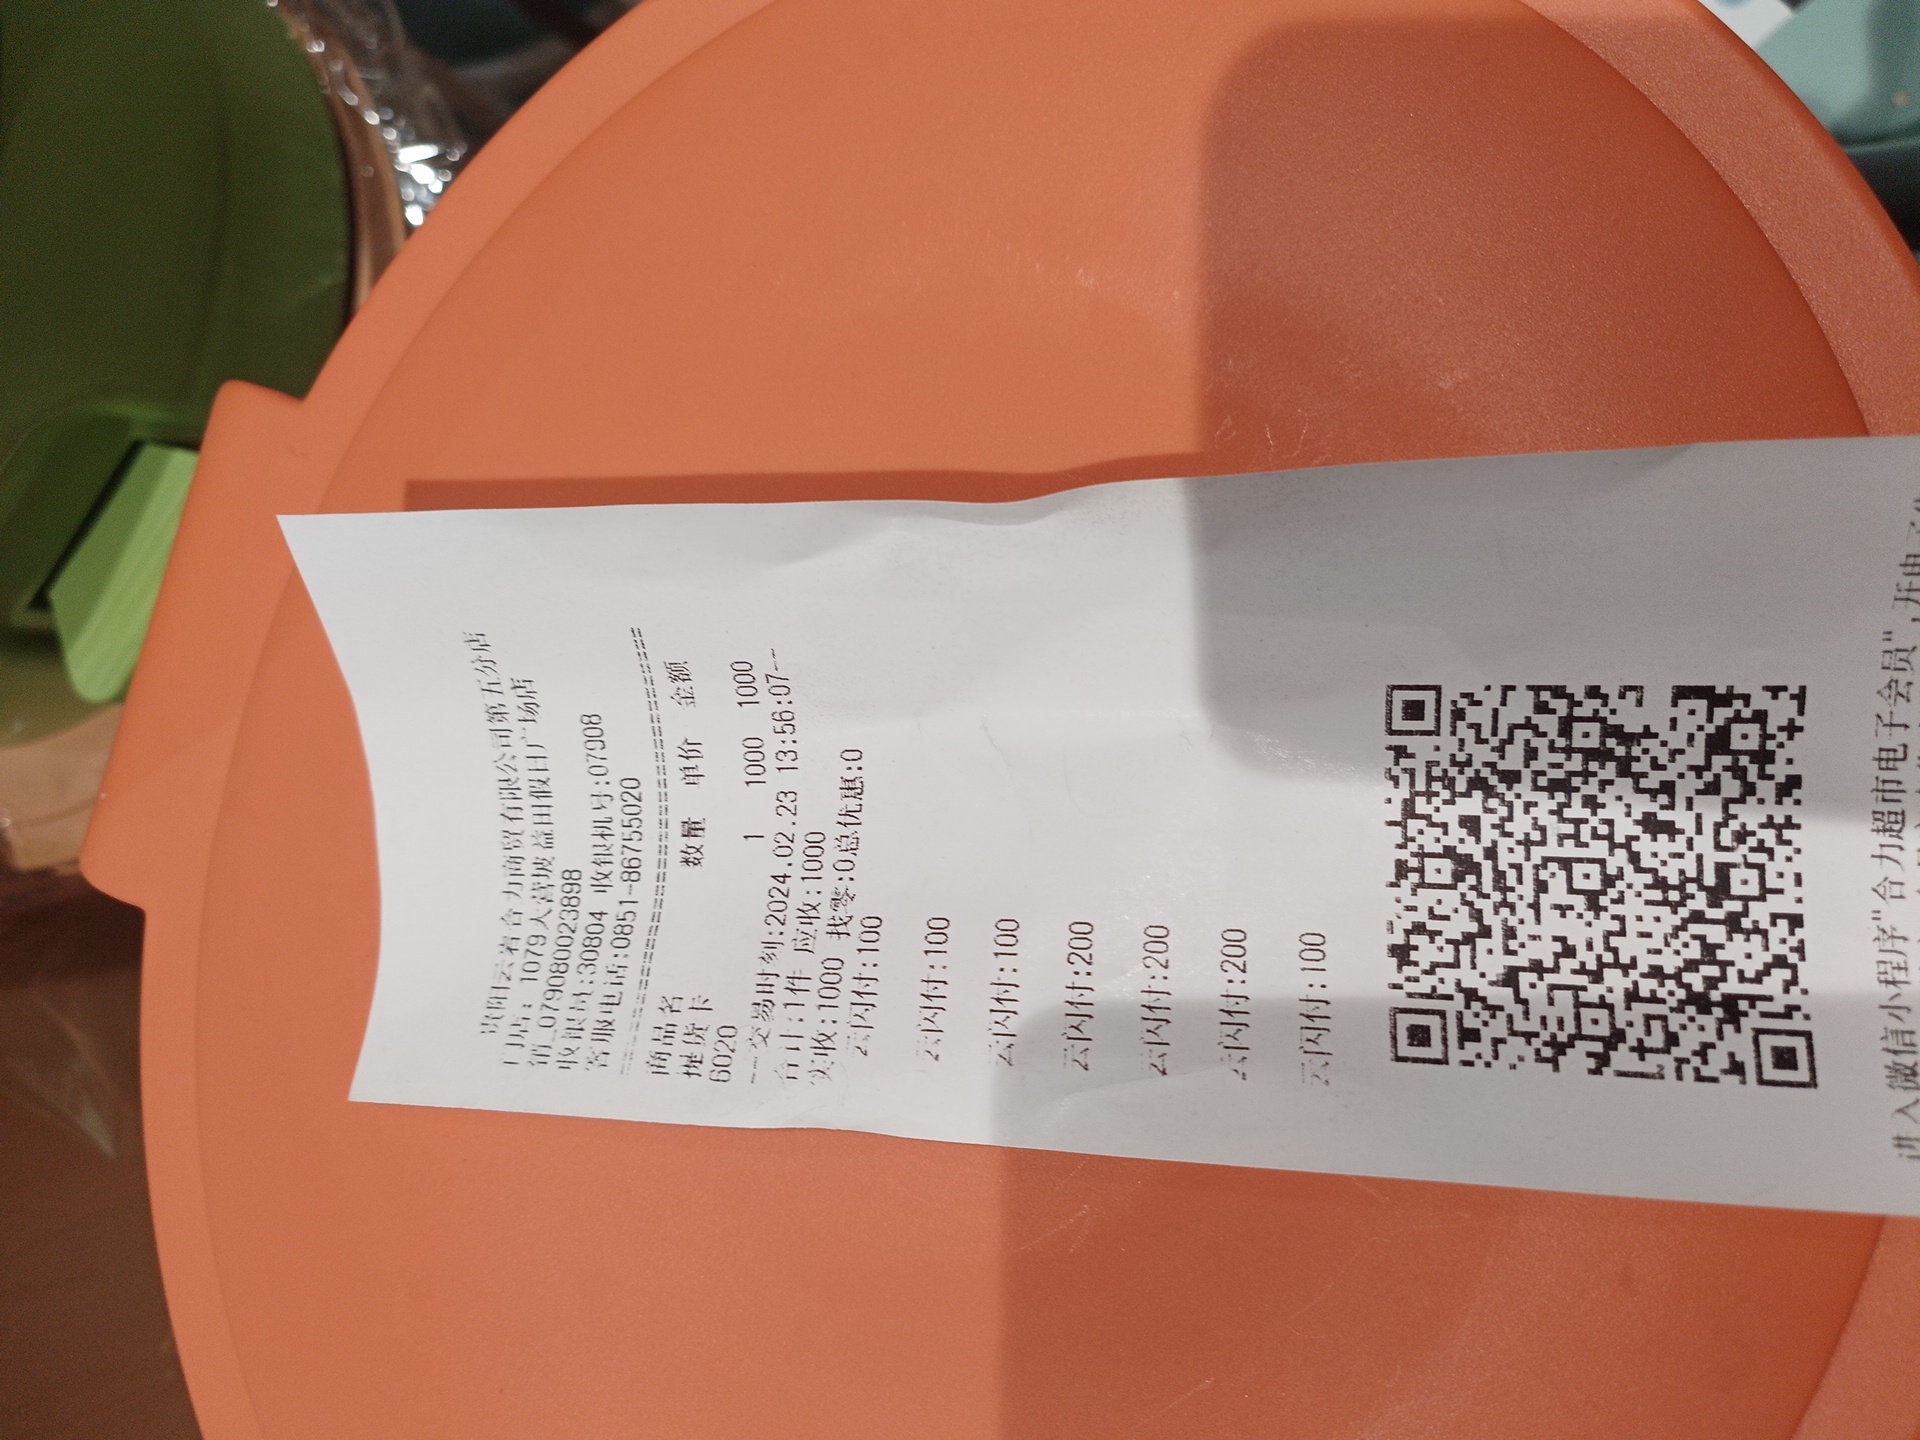 贵阳云岩合力商贸有限公司第五分店
门店: 1079大营坡益田假日广场店
销_079080023898
收银员:30804 收银机号:07908
客服电话:0851-86755020
商品名 数量 单价 金额
提货卡
6020 1 1000 1000
交易时刻:2024.02.23 13:56:07
合计:1件 应收:1000
实收:1000 找零:0总优惠:0
云闪付:100
云闪付:100
云闪付:100
云闪付:200
云闪付:200
云闪付:200
云闪付:100
进入微信小程序"合力超市电子会员",开电子